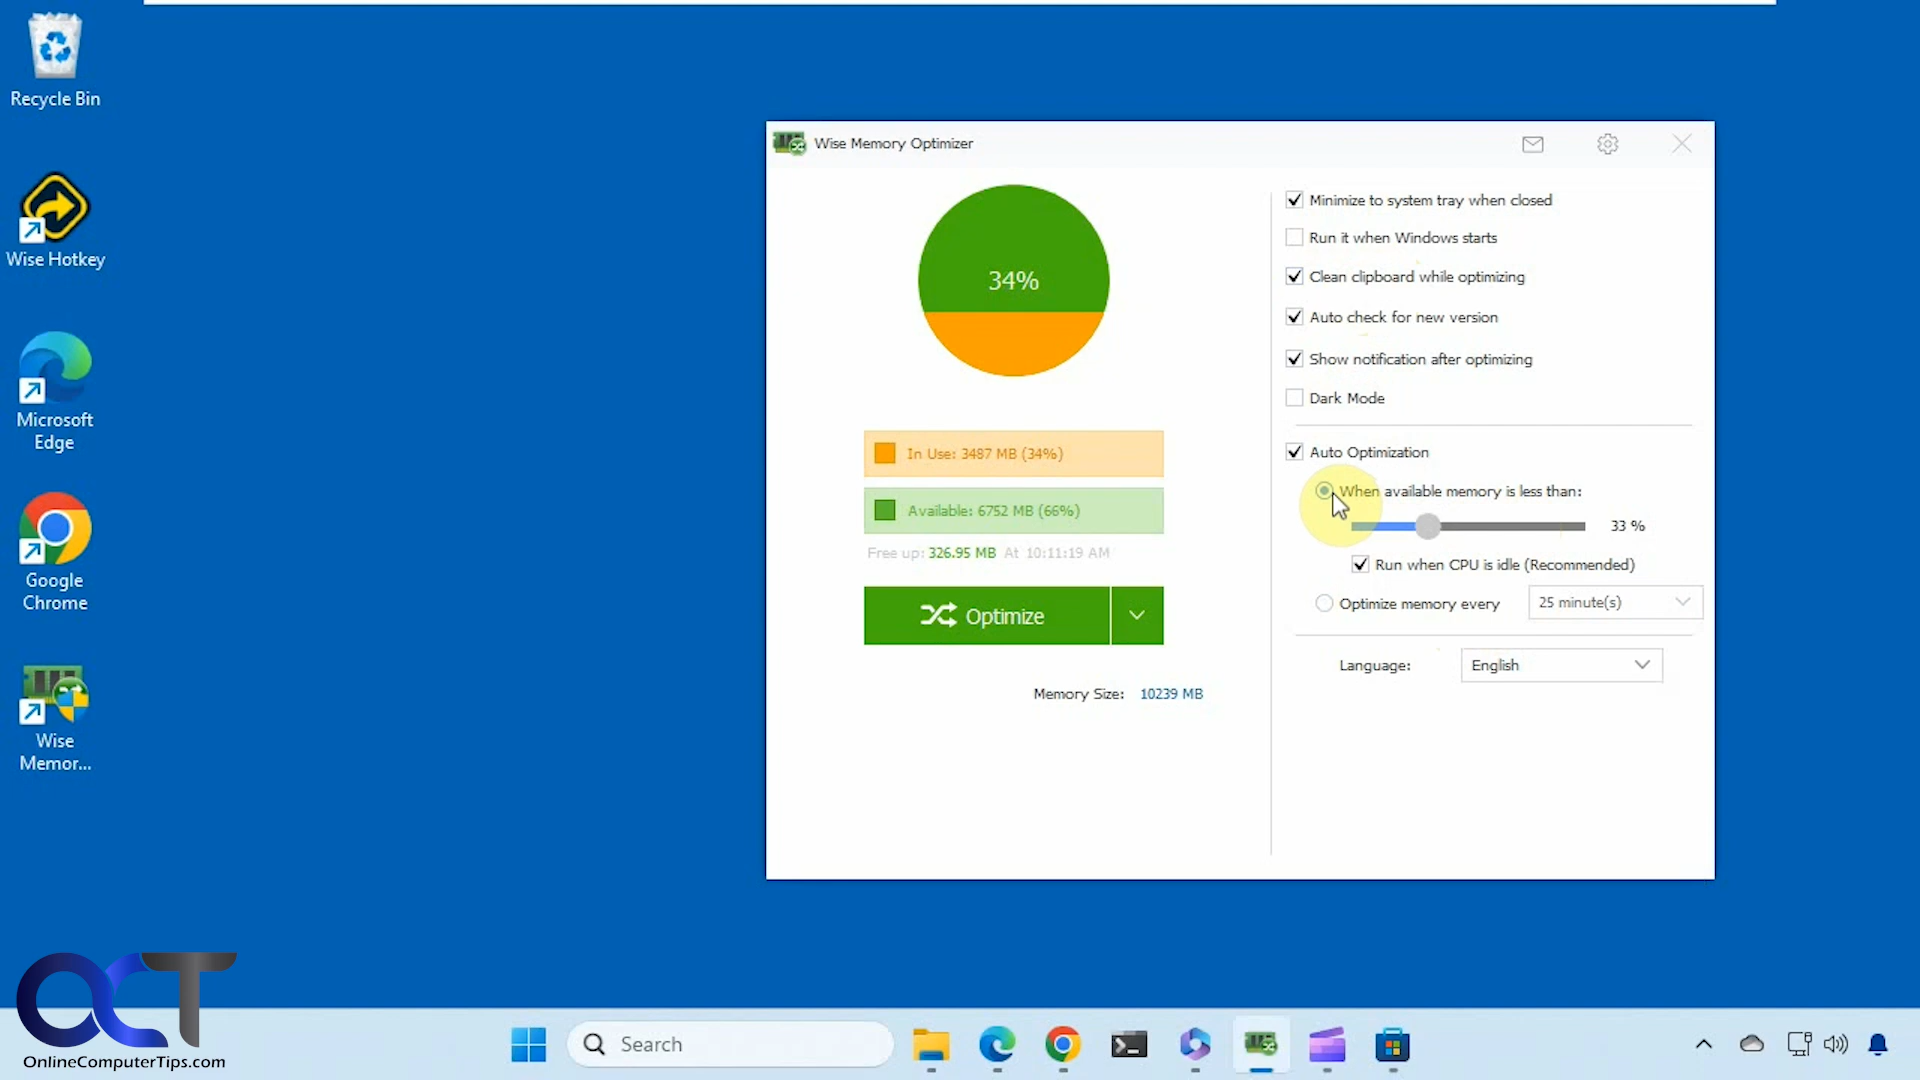 Recycle Bin
Wise Hotkey
Microsoft
Edge
Google
Chrome
Wise
Memor...
Wise Memory Optimizer
34%
In Use: 3487 MB (34%)
Available: 6752 MB (66%)
Free up: 326.95 MB At 10:11:19 AM
Optimize
Memory Size: 10239 MB
Minimize to system tray when closed
Run it when Windows starts
Clean clipboard while optimizing
Auto check for new version
Show notification after optimizing
Dark Mode
Auto Optimization
When available memory is less than:
33 %
Run when CPU is idle (Recommended)
Optimize memory every 25 minute(s)
Language: English
OCT
OnlineComputerTips.com
Search